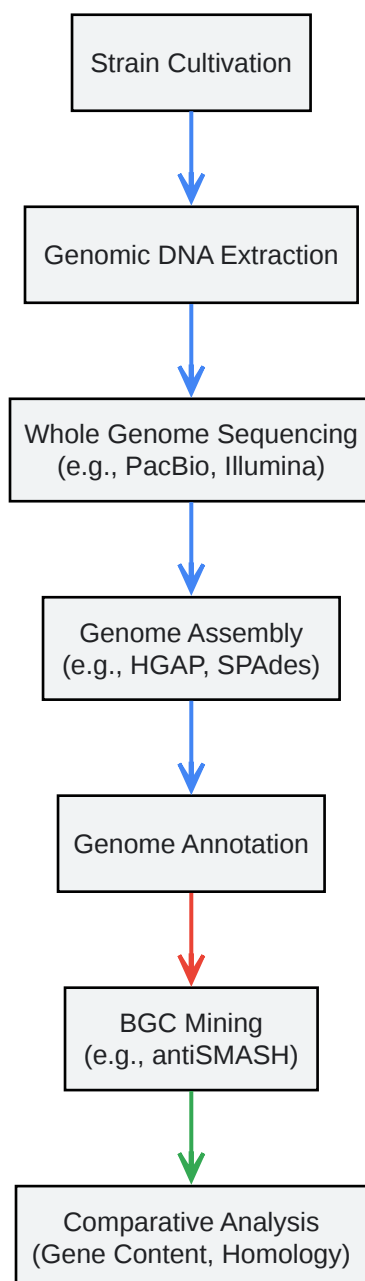 Strain Cultivation
Genomic DNA Extraction
Whole Genome Sequencing
(e.g., PacBio, Illumina)
Genome Assembly
(e.g., HGAP, SPAdes)
Genome Annotation
BGC Mining
(e.g., antiSMASH)
Comparative Analysis
(Gene Content, Homology)